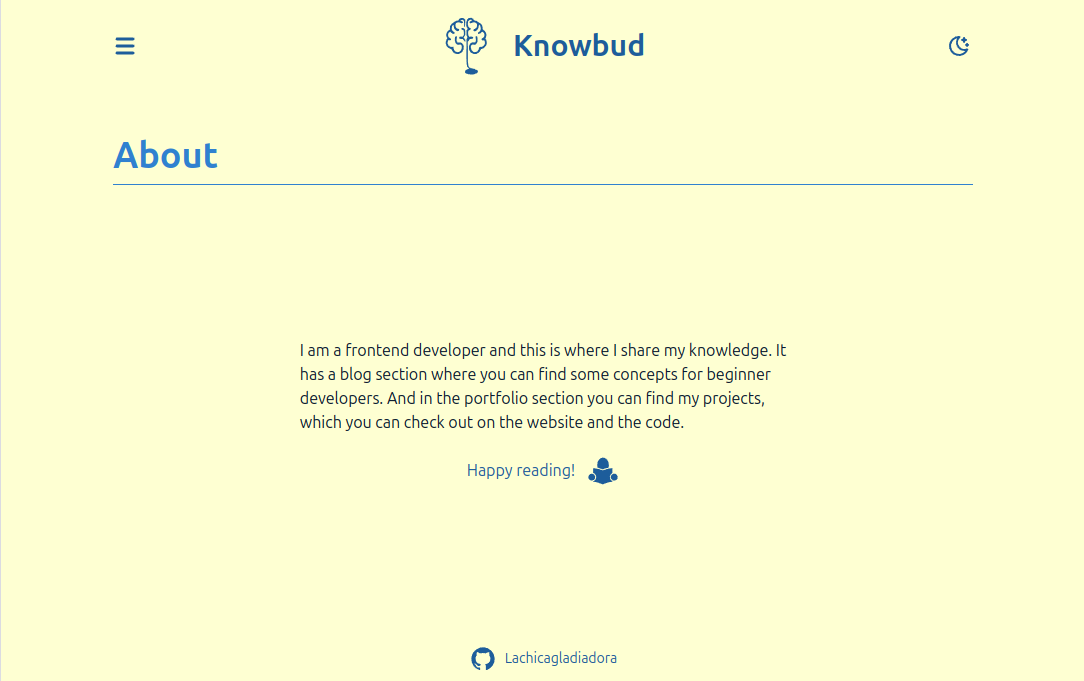 Knowbud
About
I am a frontend developer and this is where I share my knowledge. It
has a blog section where you can find some concepts for beginner
developers. And in the portfolio section you can find my projects,
which you can check out on the website and the code.
Happy reading!
Lachicagladiadora